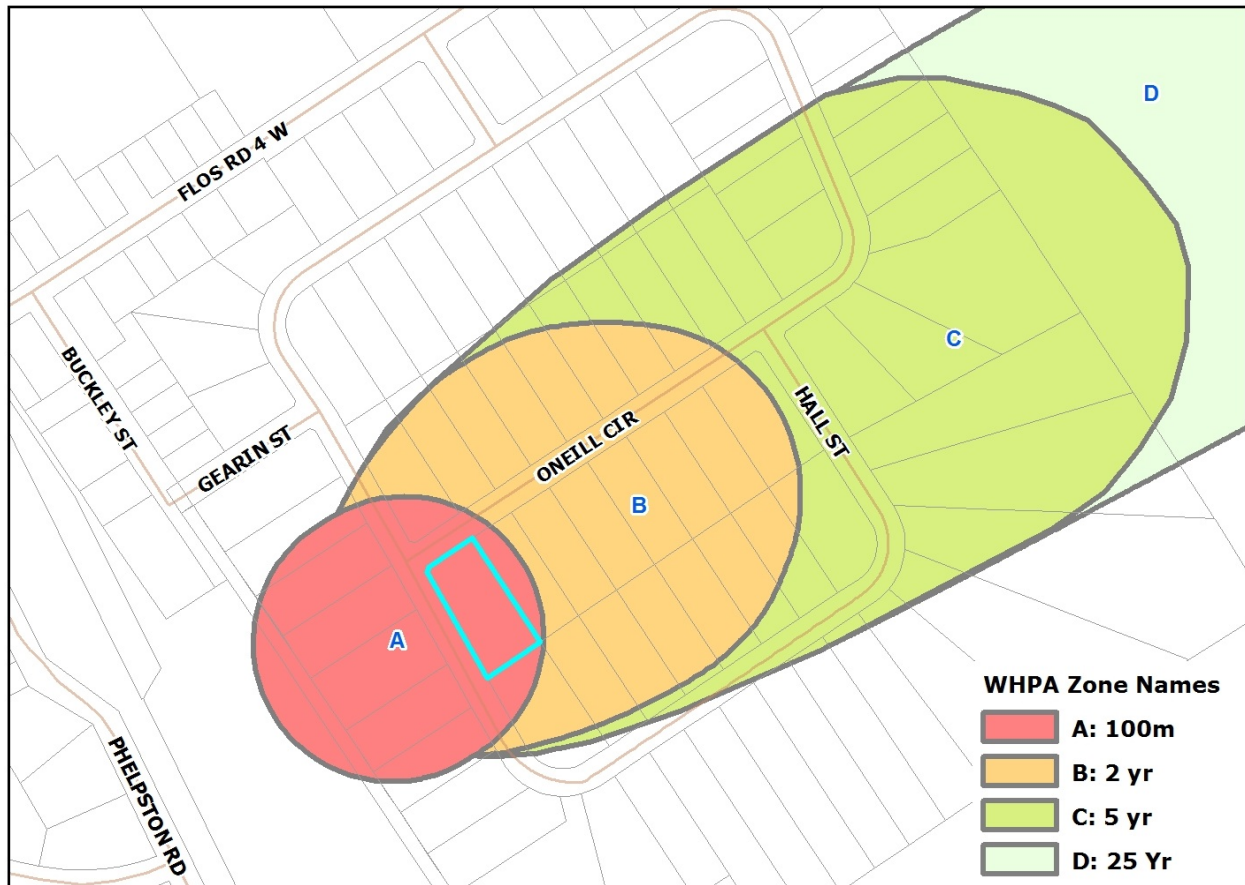 D
FLOS RD 4 W
C
BUCKLEY ST
HALL ST
GEARIN ST
ONEILL CIR
B
A
PHELPSTON RD
WHPA Zone Names
A: 100m
B: 2 yr
C: 5 yr
D: 25 Yr